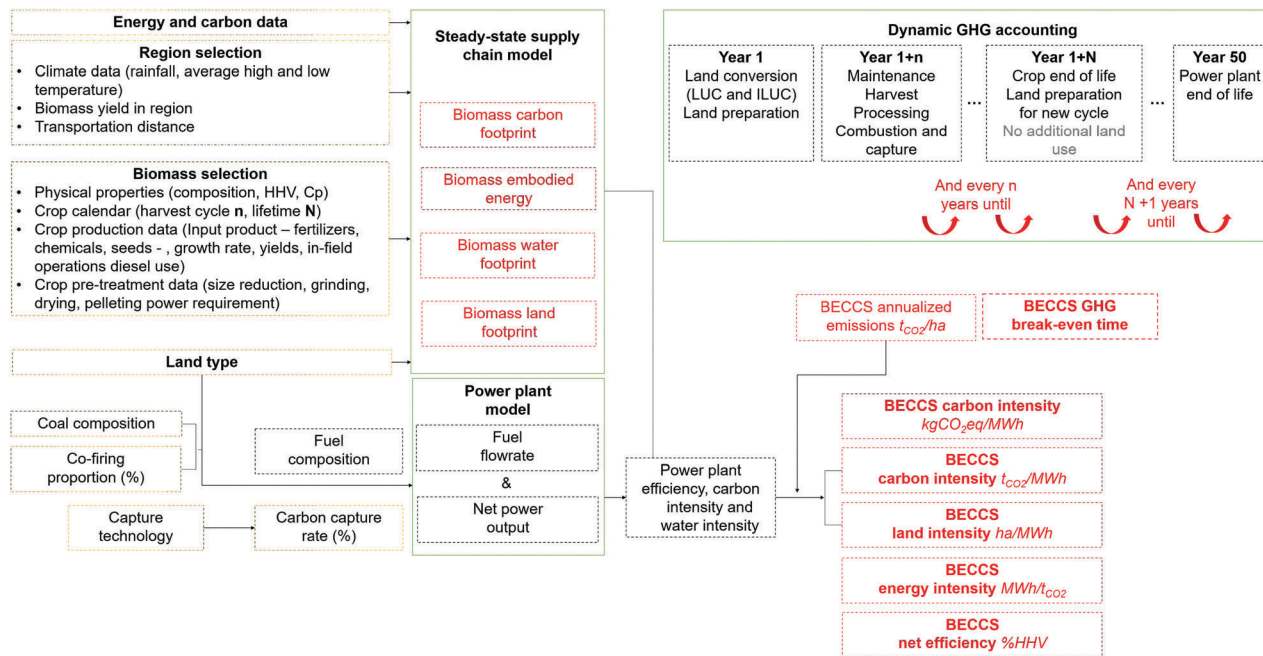 Energy and carbon data
Region selection
• Climate data (rainfall, average high and low
temperature)
• Biomass yield in region
• Transportation distance
Biomass selection
• Physical properties (composition, HHV, Cp)
• Crop calendar (harvest cycle n, lifetime N)
• Crop production data (Input product – fertilizers,
chemicals, seeds - , growth rate, yields, in-field
operations diesel use)
• Crop pre-treatment data (size reduction, grinding,
drying, pelleting power requirement)
Land type
Coal composition
Co-firing
proportion (%)
Fuel
composition
Capture
technology
Carbon capture
rate (%)
Steady-state supply
chain model
Biomass carbon
footprint
Biomass embodied
energy
Biomass water
footprint
Biomass land
footprint
Power plant
model
Fuel
flowrate
&
Net power
output
Power plant
efficiency, carbon
intensity and
water intensity
Dynamic GHG accounting
Year 1
Land conversion
(LUC and ILUC)
Land preparation
Year 1+n
Maintenance
Harvest
Processing
Combustion and
capture
...
Year 1+N
Crop end of life
Land preparation
for new cycle
No additional land
use
...
Year 50
Power plant
end of life
And every n
years until
And every
N +1 years
until
BECCS annualized
emissions tCO2/ha
BECCS GHG
break-even time
BECCS carbon intensity
kgCO2eq/MWh
BECCS
carbon intensity tCO2/MWh
BECCS
land intensity ha/MWh
BECCS
energy intensity MWh/tCO2
BECCS
net efficiency %HHV